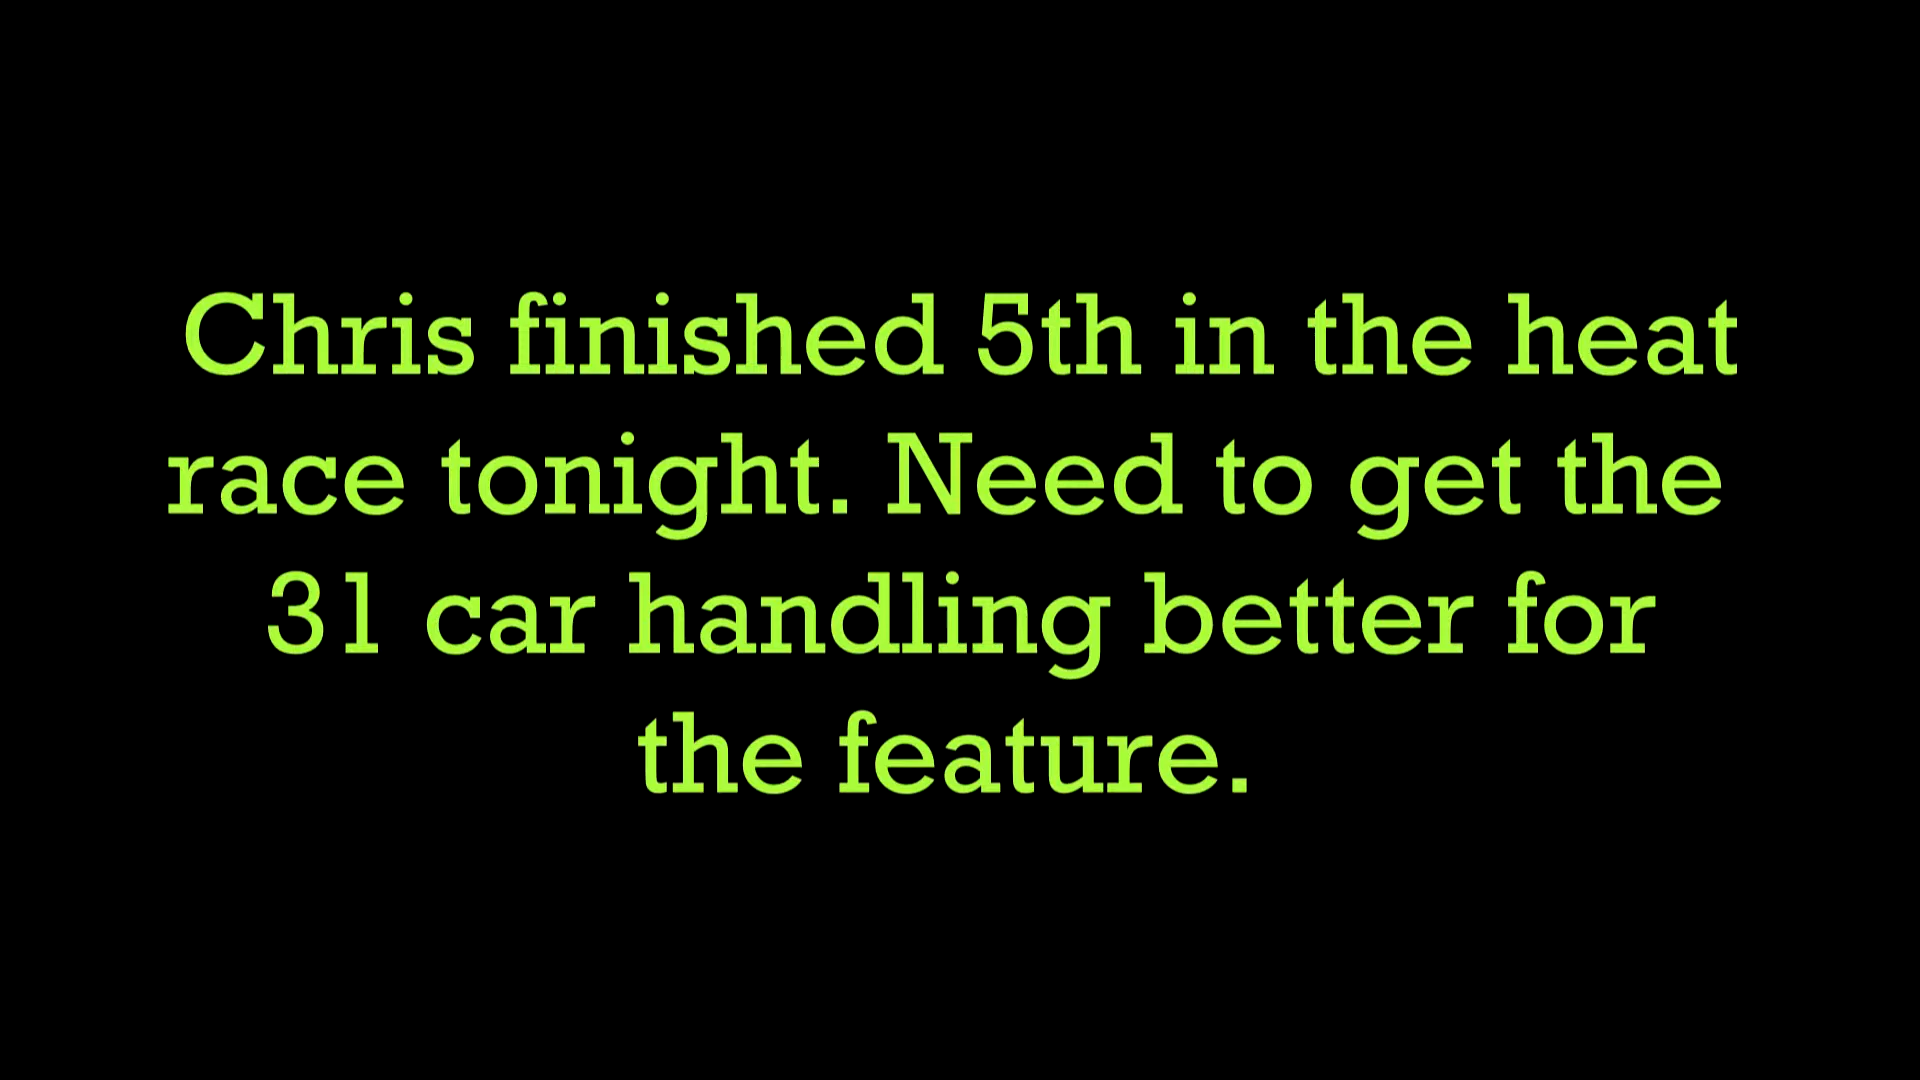 Chris finished 5th in the heat
race tonight. Need to get the
31 car handling better for
the feature.